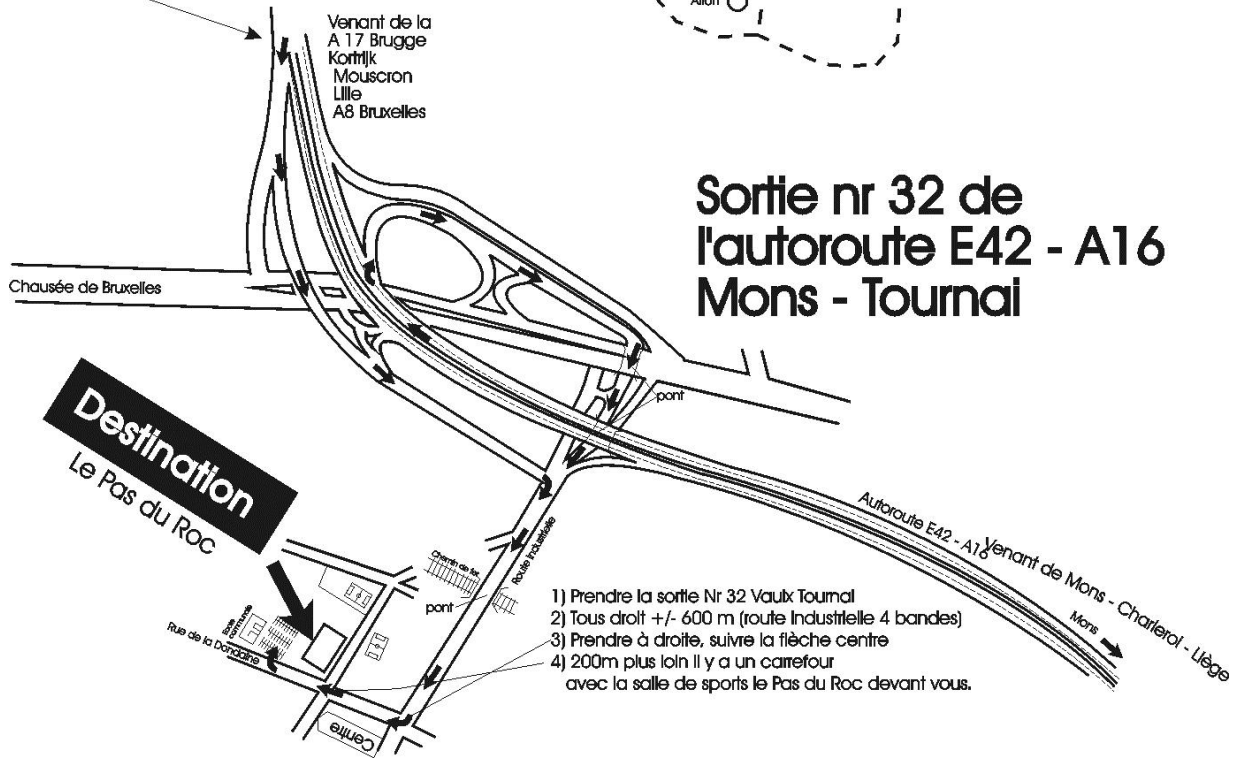 Venant de la
A 17 Brugge
Kortrijk
Mouscron
Lille
A8 Bruxelles
Sortie nr 32 de
l'autoroute E42 - A16
Mons - Tournai
Chausée de Bruxelles
pont
Destination
Le Pas du Roc
Autoroute E42 - A16
Venant de Mons - Charleroi - Liège
Mons
Chemin de fer
Route Industrielle
pont
Ecole
communale
Rue de la Dondaine
Centre
1) Prendre la sortie Nr 32 Vaulx Tournai
2) Tous droit +/- 600 m (route industrielle 4 bandes)
3) Prendre à droite, suivre la flèche centre
4) 200m plus loin il y a un carrefour
avec la salle de sports le Pas du Roc devant vous.